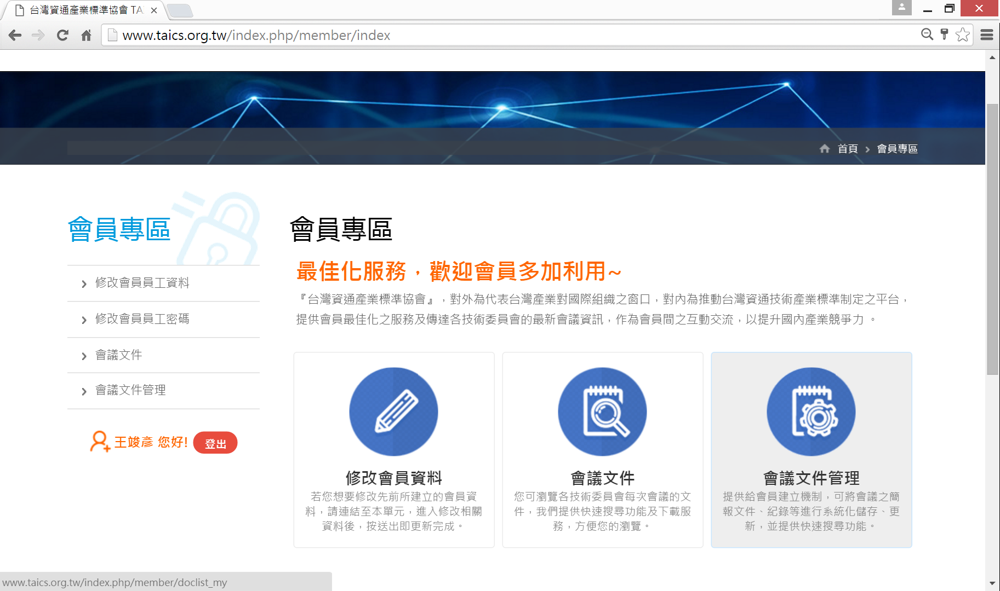 台灣資通產業標準協會 TA
www.taics.org.tw/index.php/member/index
首頁 > 會員專區
會員專區
修改會員員工資料
修改會員員工密碼
會議文件
會議文件管理
王竣彥 您好! 登出
會員專區
最佳化服務，歡迎會員多加利用~
『台灣資通產業標準協會』，對外為代表台灣產業對國際組織之窗口，對內為推動台灣資通技術產業標準制定之平台，
提供會員最佳化之服務及傳達各技術委員會的最新會議資訊，作為會員間之互動交流，以提升國內產業競爭力 。
修改會員資料
若您想要修改先前所建立的會員資
料，請連結至本單元，進入修改相關
資料後，按送出即更新完成。
會議文件
您可瀏覽各技術委員會每次會議的文
件，我們提供快速搜尋功能及下載服
務，方便您的瀏覽。
會議文件管理
提供給會員建立機制，可將會議之簡
報文件、紀錄等進行系統化儲存、更
新，並提供快速搜尋功能。
www.taics.org.tw/index.php/member/doclist_my